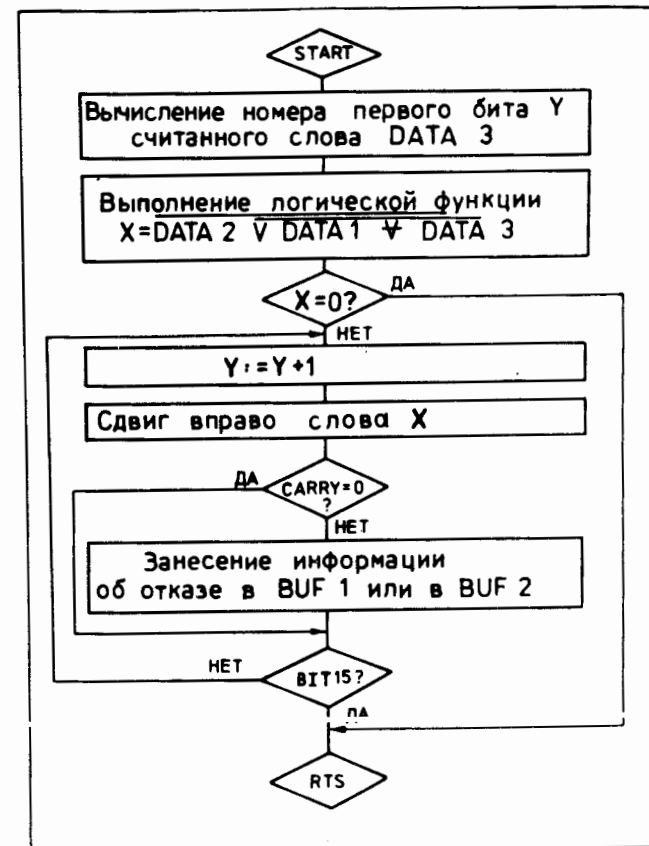 START
Вычисление номера первого бита Y
считанного слова DATA 3
Выполнение логической функции
X=DATA 2 V DATA 1 ⊻ DATA 3
X=0?
ДА
НЕТ
Y:=Y+1
Сдвиг вправо слова X
ДА
CARRY=0
?
НЕТ
Занесение информации
об отказе в BUF 1 или в BUF 2
НЕТ
BIT15?
ДА
RTS